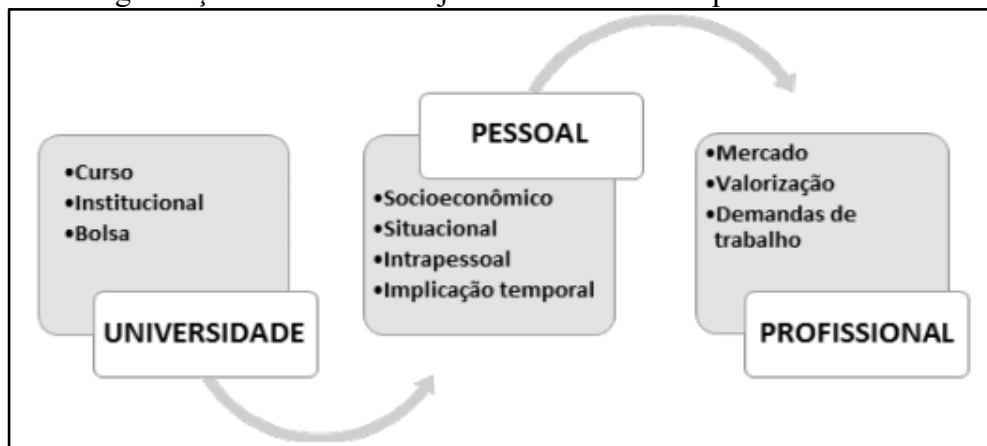 •Curso
•Institucional
•Bolsa
UNIVERSIDADE
PESSOAL
•Socioeconômico
•Situacional
•Intrapessoal
•Implicação temporal
•Mercado
•Valorização
•Demandas de
trabalho
PROFISSIONAL